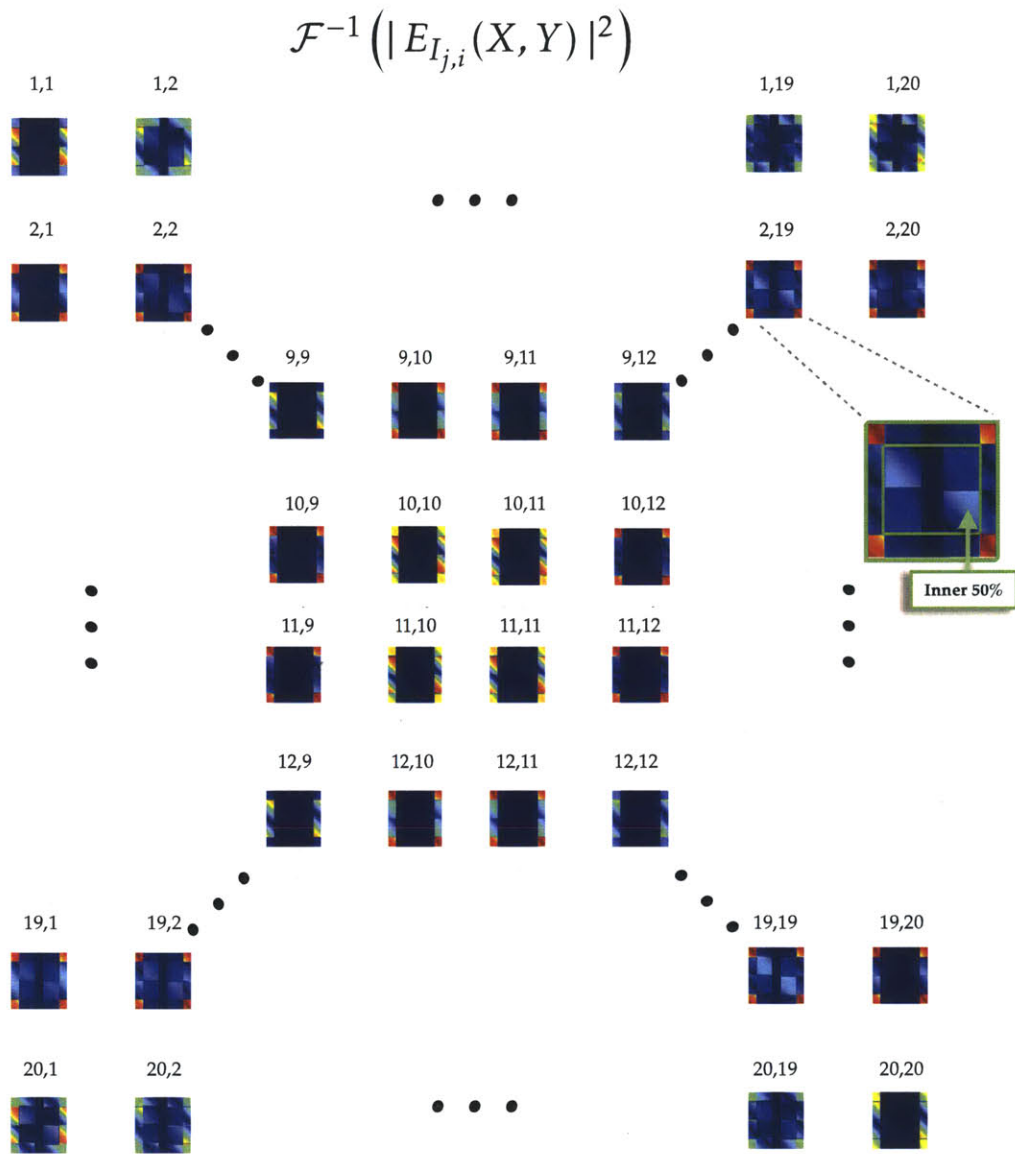 $\mathcal{F}^{-1}\left(|E_{I_{j,i}}(X,Y)|^2\right)$
1,1 1,2 1,19 1,20
2,1 2,2 2,19 2,20
9,9 9,10 9,11 9,12
10,9 10,10 10,11 10,12
Inner 50%
11,9 11,10 11,11 11,12
12,9 12,10 12,11 12,12
19,1 19,2 19,19 19,20
20,1 20,2 20,19 20,20